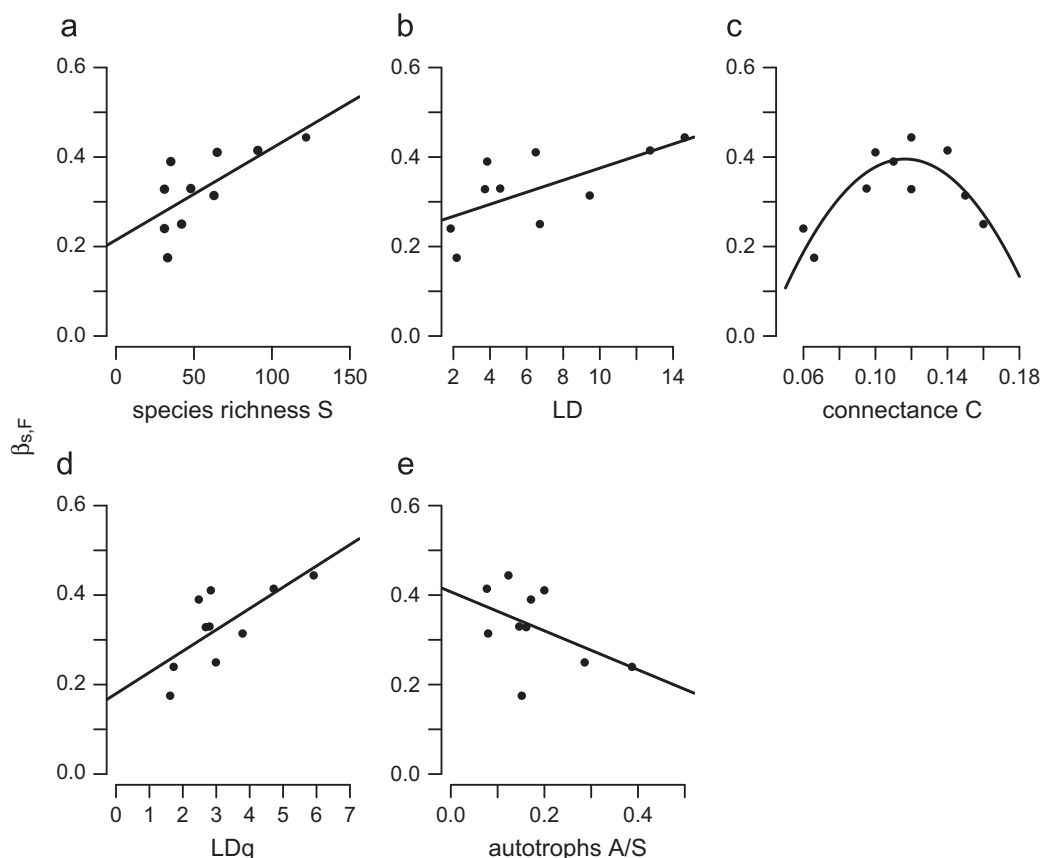 a b c
0.6 0.6 0.6
0.4 0.4 0.4
0.2 0.2 0.2
0.0 0.0 0.0
0 50 100 150 2 4 6 8 10 14 0.06 0.10 0.14 0.18
species richness S LD connectance C
βs,F
d e
0.6 0.6
0.4 0.4
0.2 0.2
0.0 0.0
0 1 2 3 4 5 6 7 0.0 0.2 0.4
LDq autotrophs A/S